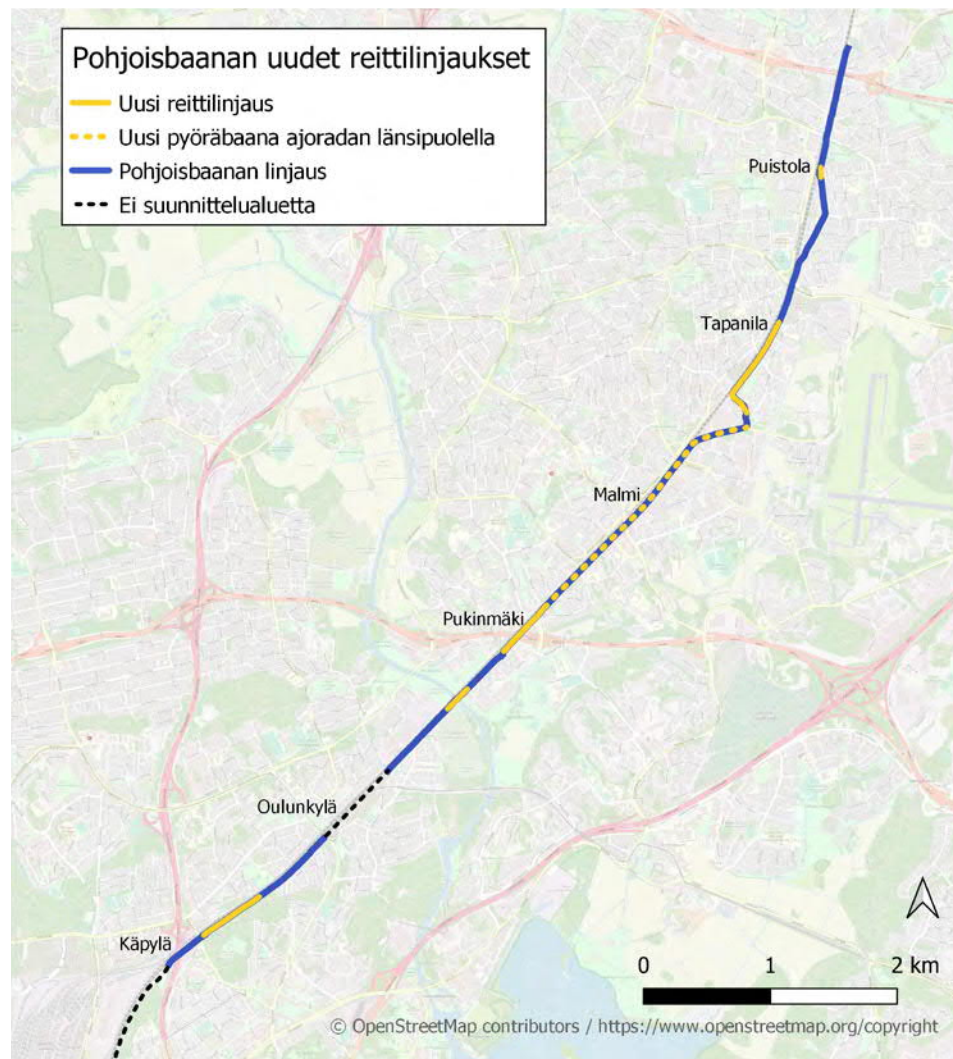 Pohjoisbaanan uudet reittilinjaukset
Uusi reittilinjaus
Uusi pyöräbaana ajoradan länsipuolella
Pohjoisbaanan linjaus
Ei suunnittelualuetta
Puistola
Tapanila
Malmi
Pukinmäki
Oulunkylä
Käpylä
0 1 2 km
© OpenStreetMap contributors / https://www.openstreetmap.org/copyright